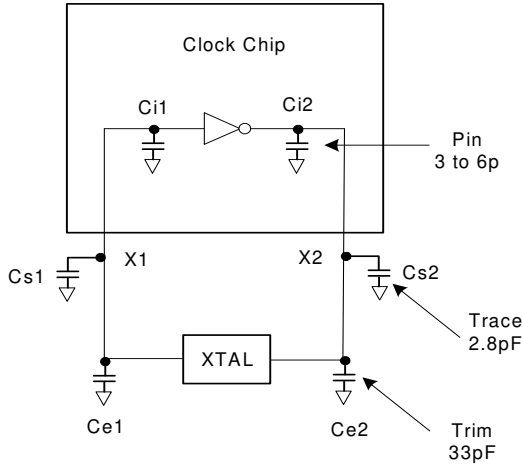 Clock Chip
Ci1
Ci2
Pin
3 to 6p
X1
X2
Cs1
Cs2
Trace
2.8pF
XTAL
Ce1
Ce2
Trim
33pF